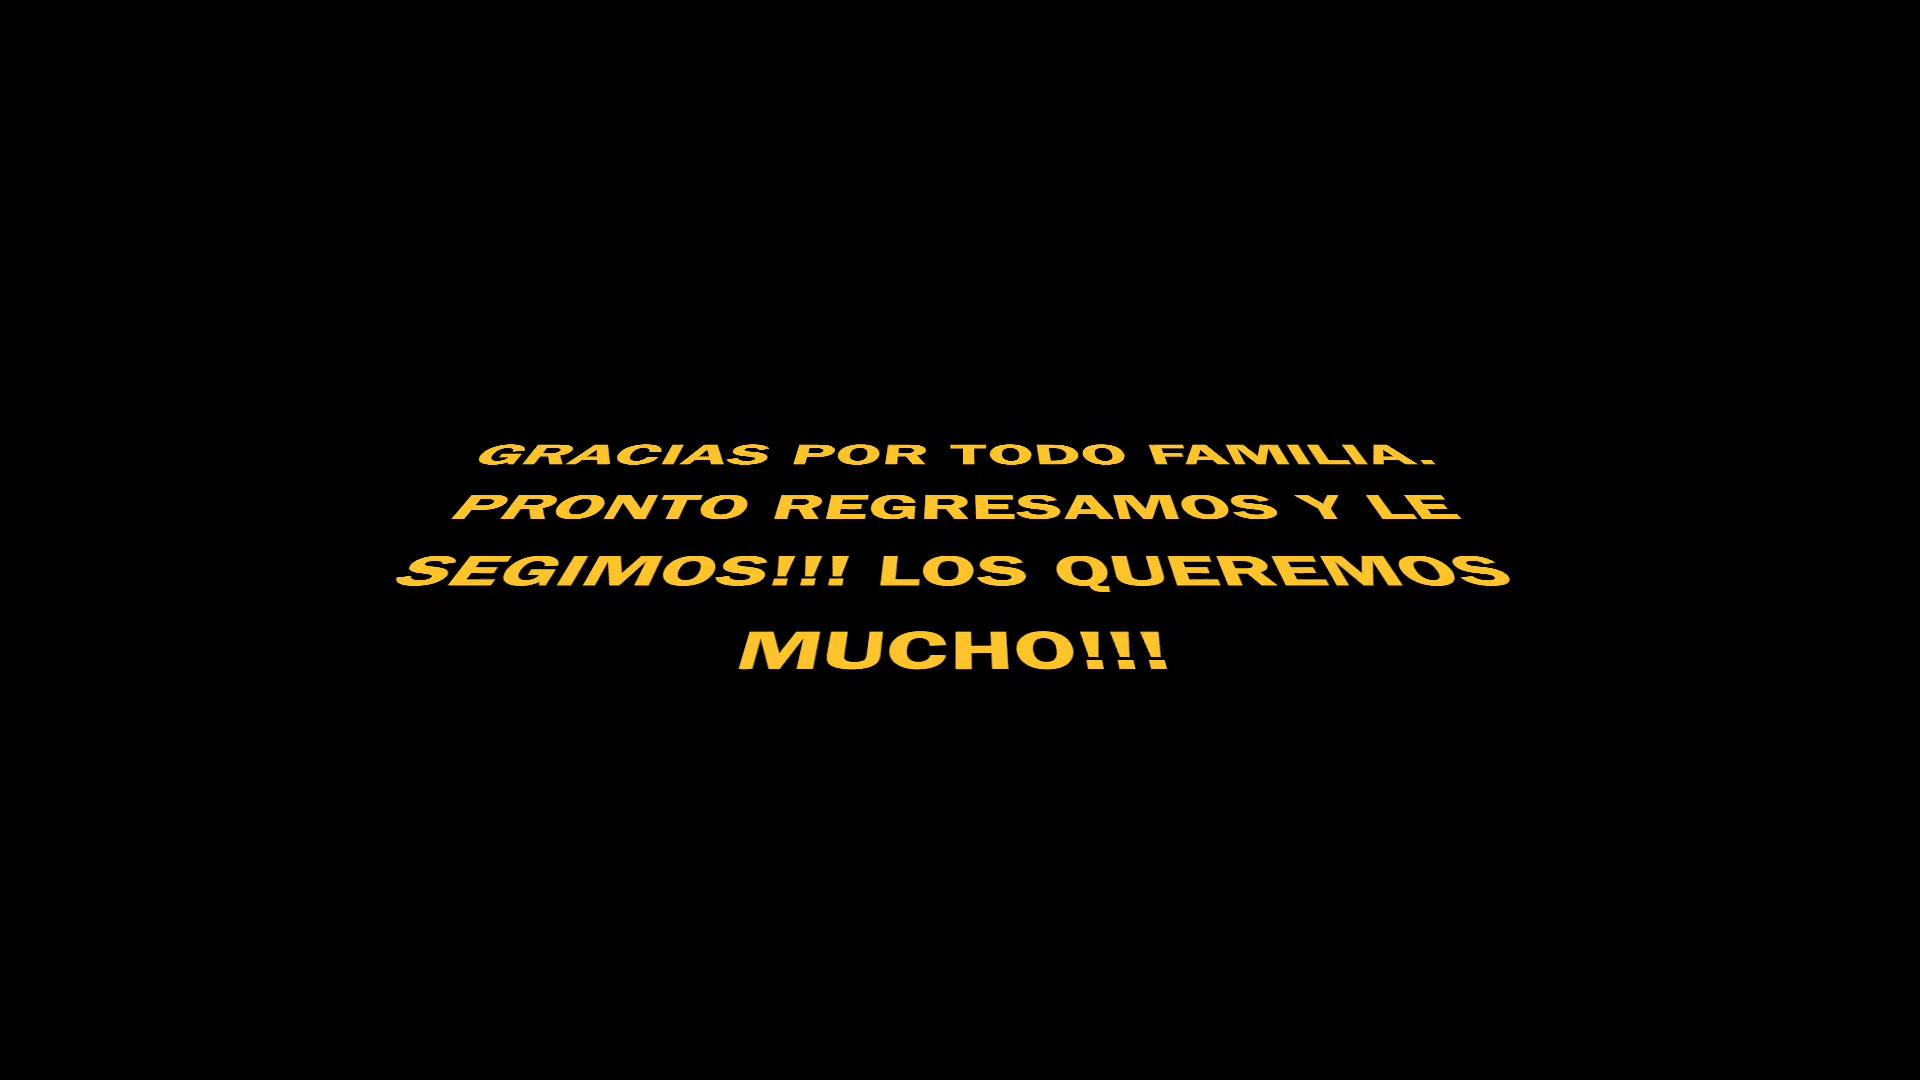 GRACIAS POR TODO FAMILIA.
PRONTO REGRESAMOS Y LE
SEGIMOS!!! LOS QUEREMOS
MUCHO!!!